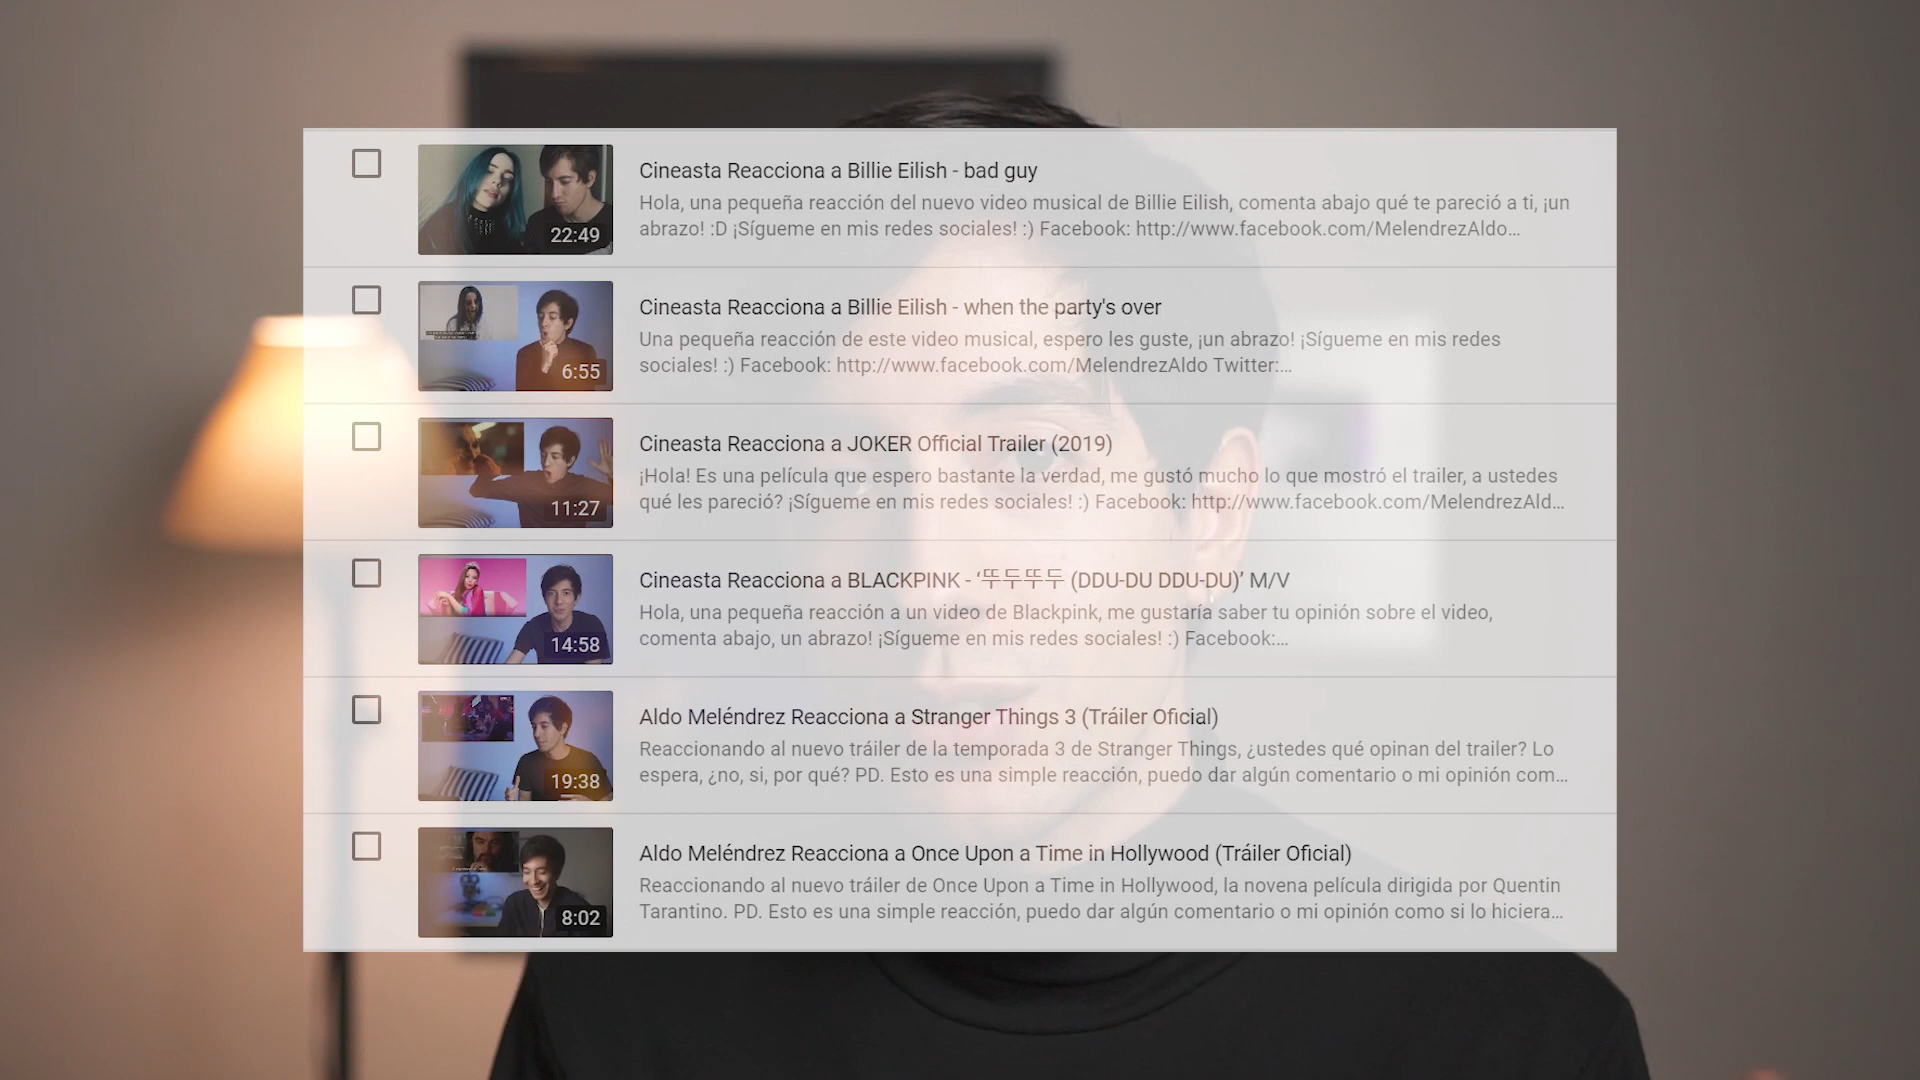 22:49
Cineasta Reacciona a Billie Eilish - bad guy
Hola, una pequeña reacción del nuevo video musical de Billie Eilish, comenta abajo qué te pareció a ti, ¡un
abrazo! :D ¡Sígueme en mis redes sociales! :) Facebook: http://www.facebook.com/MelendrezAldo...
6:55
Cineasta Reacciona a Billie Eilish - when the party's over
Una pequeña reacción de este video musical, espero les guste, ¡un abrazo! ¡Sígueme en mis redes
sociales! :) Facebook: http://www.facebook.com/MelendrezAldo Twitter:...
11:27
Cineasta Reacciona a JOKER Official Trailer (2019)
¡Hola! Es una película que espero bastante la verdad, me gustó mucho lo que mostró el trailer, a ustedes
qué les pareció? ¡Sígueme en mis redes sociales! :) Facebook: http://www.facebook.com/MelendrezAld...
14:58
Cineasta Reacciona a BLACKPINK - ‘뚜두뚜두 (DDU-DU DDU-DU)’ M/V
Hola, una pequeña reacción a un video de Blackpink, me gustaría saber tu opinión sobre el video,
comenta abajo, un abrazo! ¡Sígueme en mis redes sociales! :) Facebook:...
19:38
Aldo Meléndrez Reacciona a Stranger Things 3 (Tráiler Oficial)
Reaccionando al nuevo tráiler de la temporada 3 de Stranger Things, ¿ustedes qué opinan del trailer? Lo
espera, ¿no, si, por qué? PD. Esto es una simple reacción, puedo dar algún comentario o mi opinión com...
8:02
Aldo Meléndrez Reacciona a Once Upon a Time in Hollywood (Tráiler Oficial)
Reaccionando al nuevo tráiler de Once Upon a Time in Hollywood, la novena película dirigida por Quentin
Tarantino. PD. Esto es una simple reacción, puedo dar algún comentario o mi opinión como si lo hiciera...